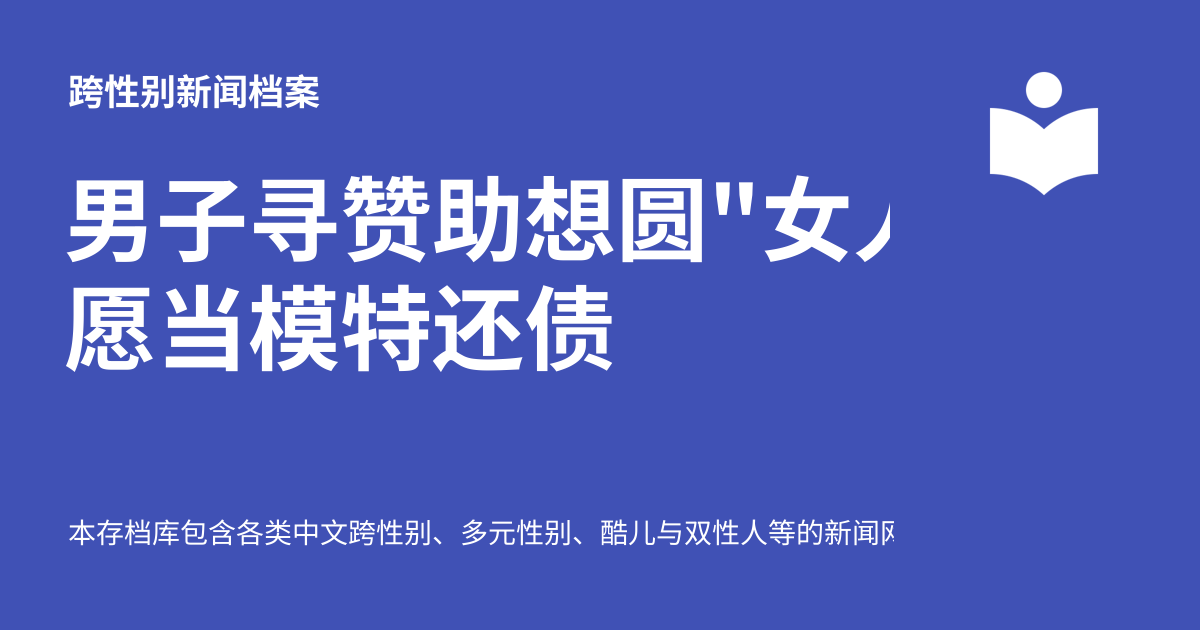 跨性别新闻档案
男子寻赞助想圆"女
愿当模特还债
本存档库包含各类中文跨性别、多元性别、酷儿与双性人等的新闻